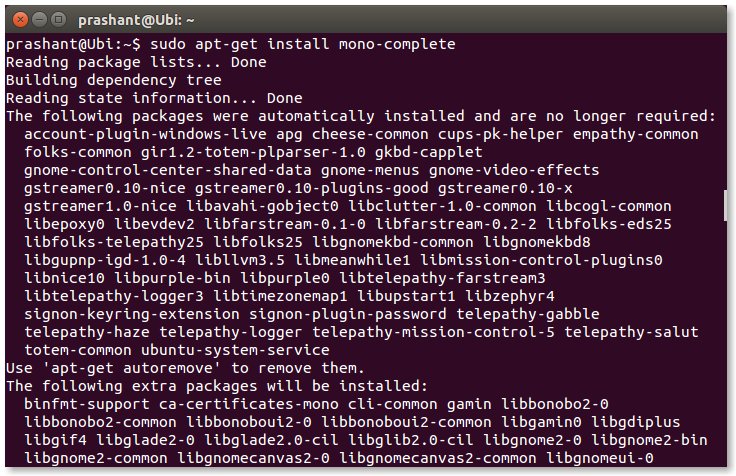 prashant@Ubi: ~
prashant@Ubi:~$ sudo apt-get install mono-complete
Reading package lists... Done
Building dependency tree
Reading state information... Done
The following packages were automatically installed and are no longer required:
account-plugin-windows-live apg cheese-common cups-pk-helper empathy-common
folks-common gir1.2-totem-plparser-1.0 gkbd-capplet
gnome-control-center-shared-data gnome-menus gnome-video-effects
gstreamer0.10-nice gstreamer0.10-plugins-good gstreamer0.10-x
gstreamer1.0-nice libavahi-gobject0 libclutter-1.0-common libcogl-common
libepoxy0 libevdev2 libfarstream-0.1-0 libfarstream-0.2-2 libfolks-eds25
libfolks-telepathy25 libfolks25 libgnomekbd-common libgnomekbd8
libgupnp-igd-1.0-4 libllvm3.5 libmeanwhile1 libmission-control-plugins0
libnice10 libpurple-bin libpurple0 libtelepathy-farstream3
libtelepathy-logger3 libtimezonemap1 libupstart1 libzephyr4
signon-keyring-extension signon-plugin-password telepathy-gabble
telepathy-haze telepathy-logger telepathy-mission-control-5 telepathy-salut
totem-common ubuntu-system-service
Use 'apt-get autoremove' to remove them.
The following extra packages will be installed:
binfmt-support ca-certificates-mono cli-common gamin libbonobo2-0
libbonobo2-common libbonoboui2-0 libbonoboui2-common libgamin0 libgdiplus
libgif4 libglade2-0 libglade2.0-cil libglib2.0-cil libgnome2-0 libgnome2-bin
libgnome2-common libgnomecanvas2-0 libgnomecanvas2-common libgnomeui-0